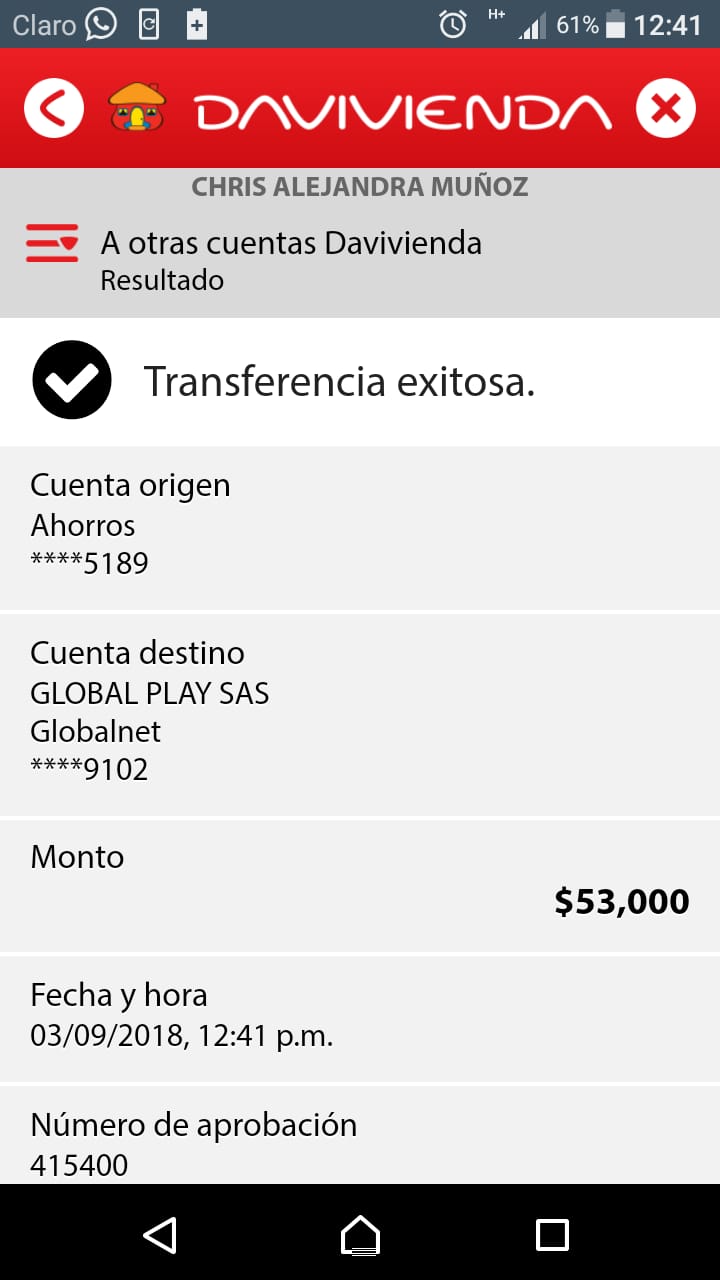 Claro H+ 61% 12:41
DAVIVIENDA
CHRIS ALEJANDRA MUÑOZ
A otras cuentas Davivienda
Resultado
Transferencia exitosa.
Cuenta origen
Ahorros
****5189
Cuenta destino
GLOBAL PLAY SAS
Globalnet
****9102
Monto
$53,000
Fecha y hora
03/09/2018, 12:41 p.m.
Número de aprobación
415400